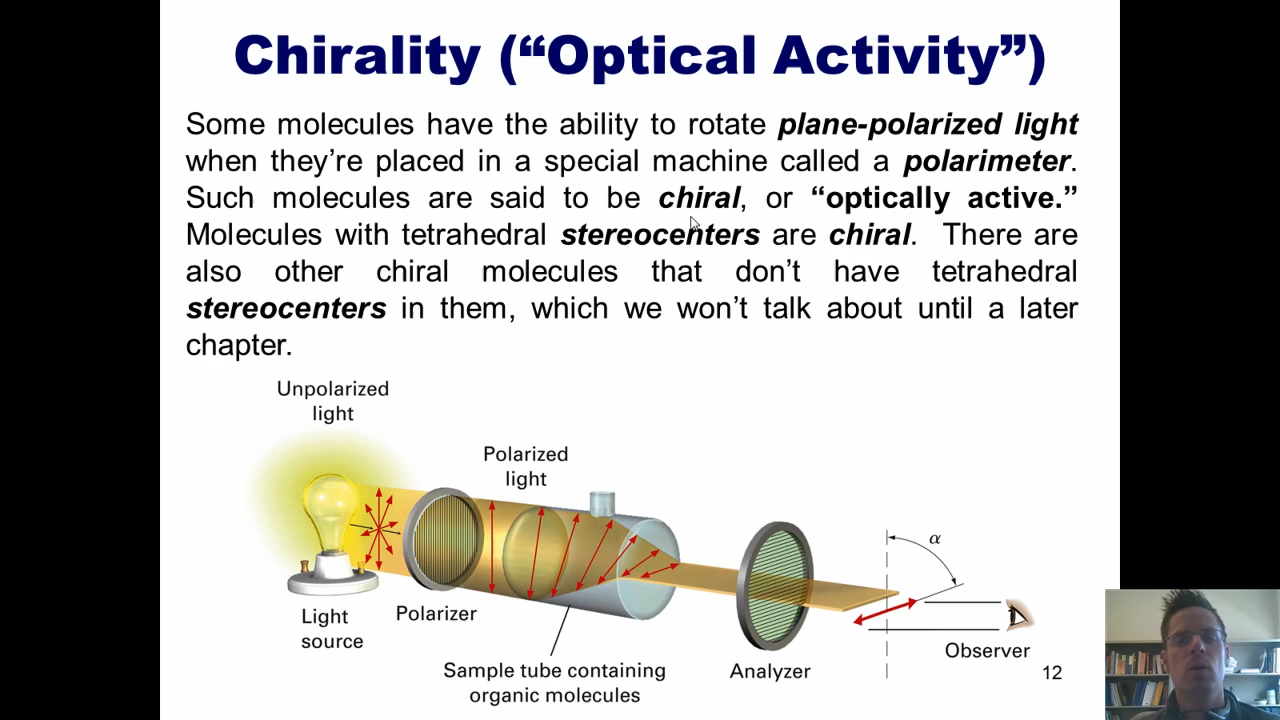 Chirality (“Optical Activity”)
Some molecules have the ability to rotate plane-polarized light
when they’re placed in a special machine called a polarimeter.
Such molecules are said to be chiral, or “optically active.”
Molecules with tetrahedral stereocenters are chiral. There are
also other chiral molecules that don’t have tetrahedral
stereocenters in them, which we won’t talk about until a later
chapter.
Unpolarized
light
Polarized
light
α
Light
source
Polarizer
Sample tube containing
organic molecules
Analyzer
Observer
12